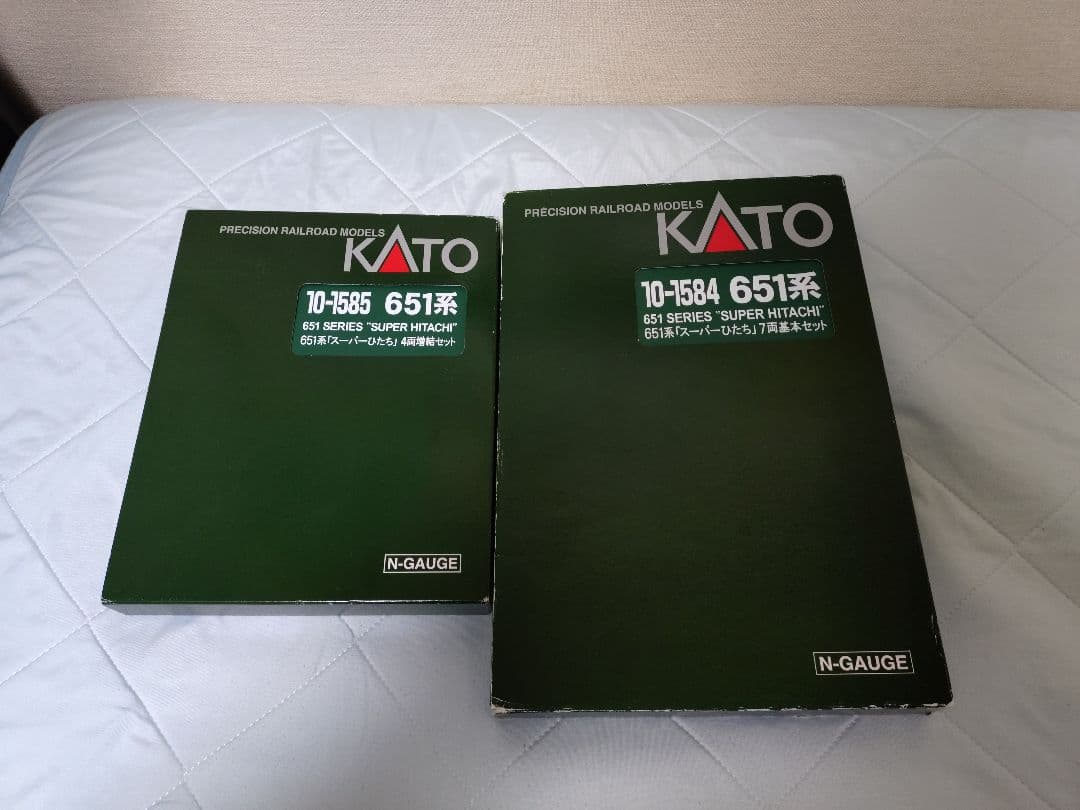 PRECISION RAILROAD MODELS
KATO
10-1585 651系
651 SERIES "SUPER HITACHI"
651系「スーパーひたち」4両増結セット
N-GAUGE
PRECISION RAILROAD MODELS
KATO
10-1584 651系
651 SERIES "SUPER HITACHI"
651系「スーパーひたち」7両基本セット
N-GAUGE